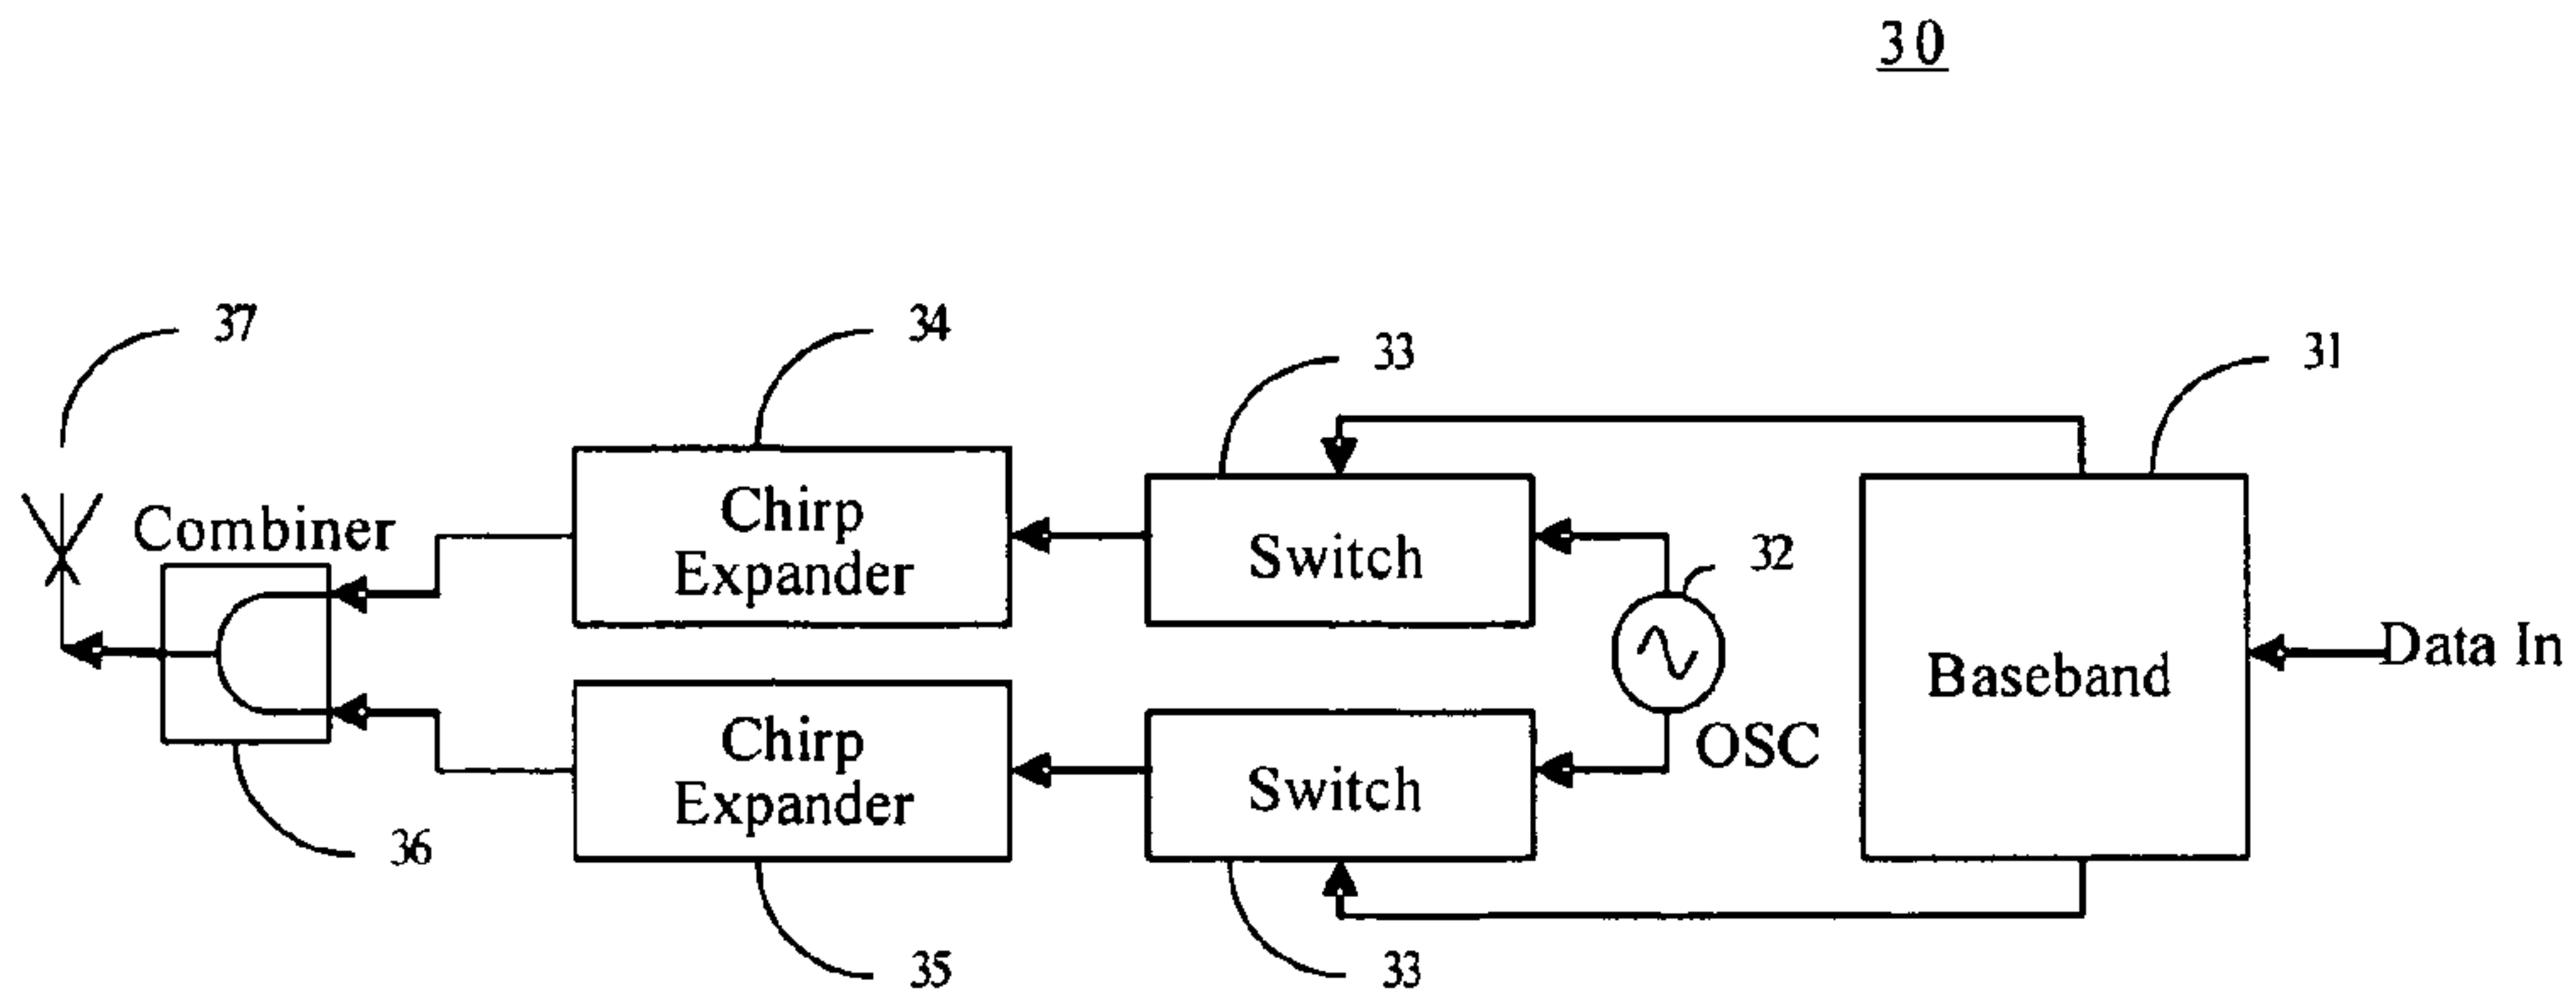 30
37
34
33
31
Chirp
Expander
Switch
32
Combiner
Baseband
Data In
OSC
Chirp
Expander
Switch
36
35
33